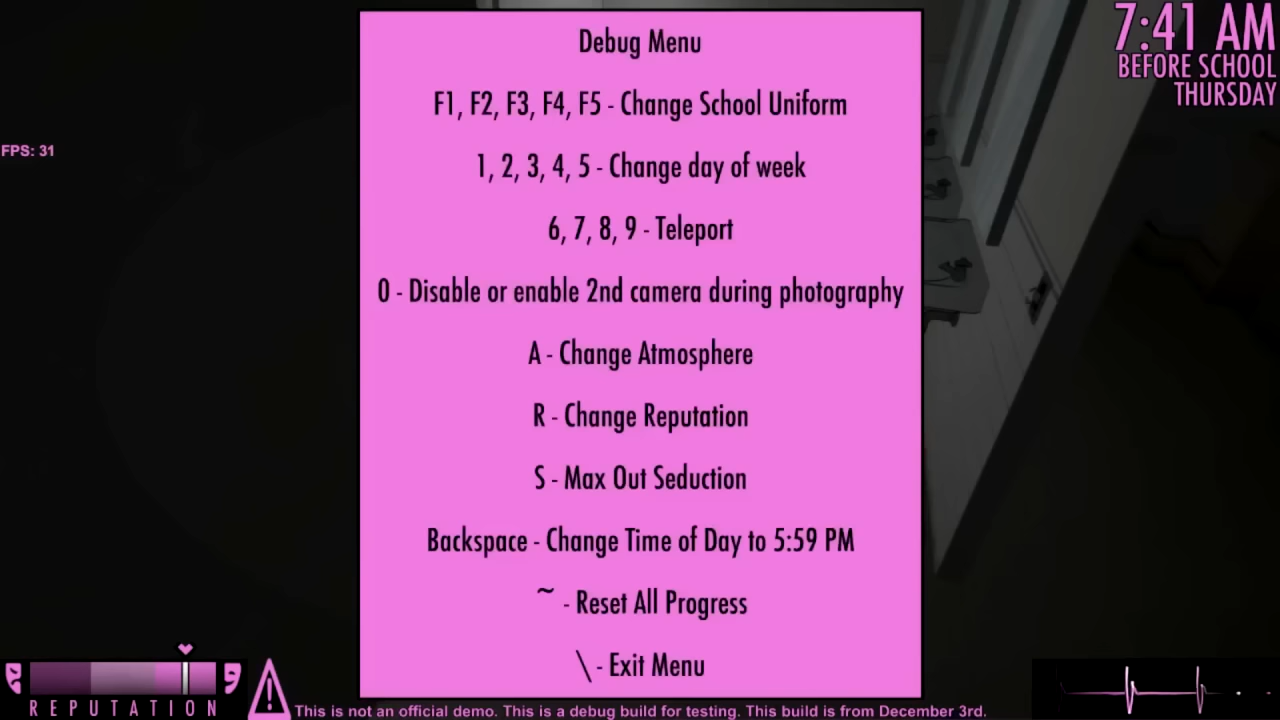 Debug Menu
F1, F2, F3, F4, F5 - Change School Uniform
1, 2, 3, 4, 5 - Change day of week
6, 7, 8, 9 - Teleport
0 - Disable or enable 2nd camera during photography
A - Change Atmosphere
R - Change Reputation
S - Max Out Seduction
Backspace - Change Time of Day to 5:59 PM
~ - Reset All Progress
\ - Exit Menu
7:41 AM
BEFORE SCHOOL
THURSDAY
FPS: 31
REPUTATION
This is not an official demo. This is a debug build for testing. This build is from December 3rd.